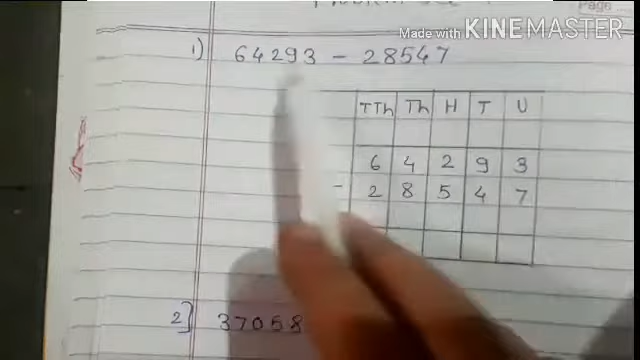 Made with KINEMASTER
Page
1) 64293 - 28547
TTh Th H T U
6 4 2 9 3
- 2 8 5 4 7
2] 37058